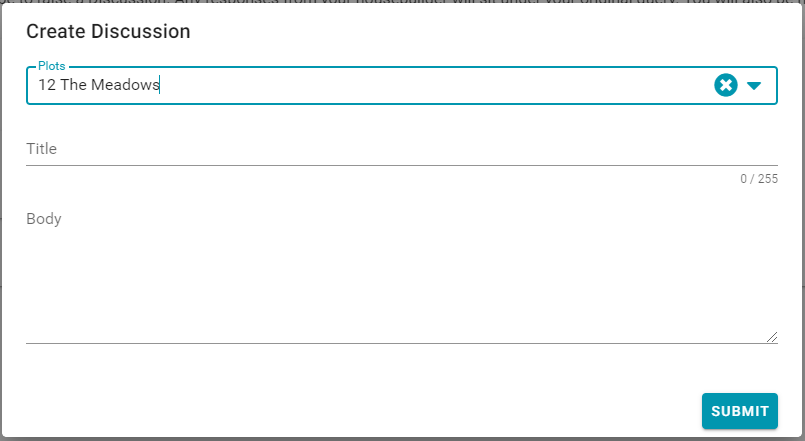 Create Discussion
Plots
12 The Meadows
Title
0 / 255
Body
SUBMIT